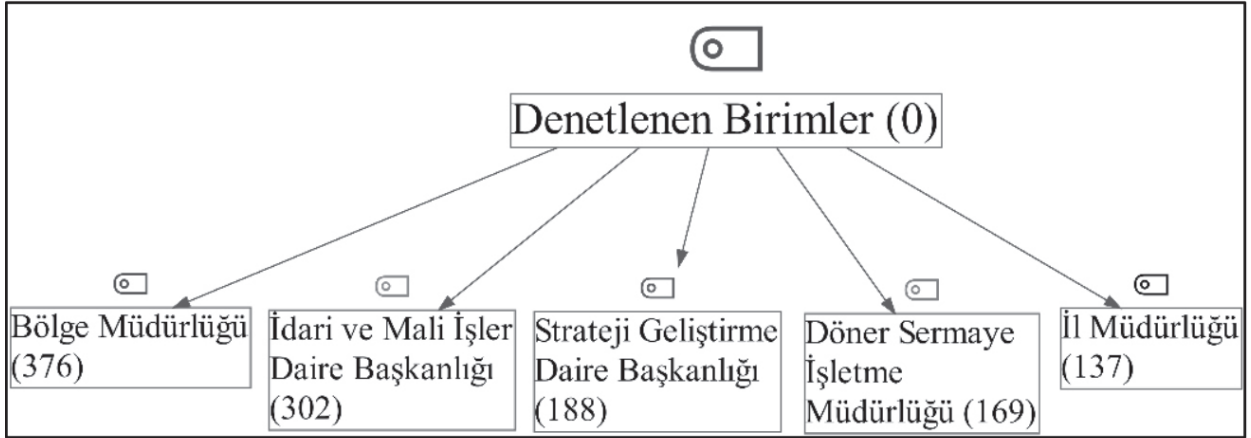 Denetlenen Birimler (0)
Bölge Müdürlüğü
(376)
İdari ve Mali İşler
Daire Başkanlığı
(302)
Strateji Geliştirme
Daire Başkanlığı
(188)
Döner Sermaye
İşletme
Müdürlüğü (169)
İl Müdürlüğü
(137)